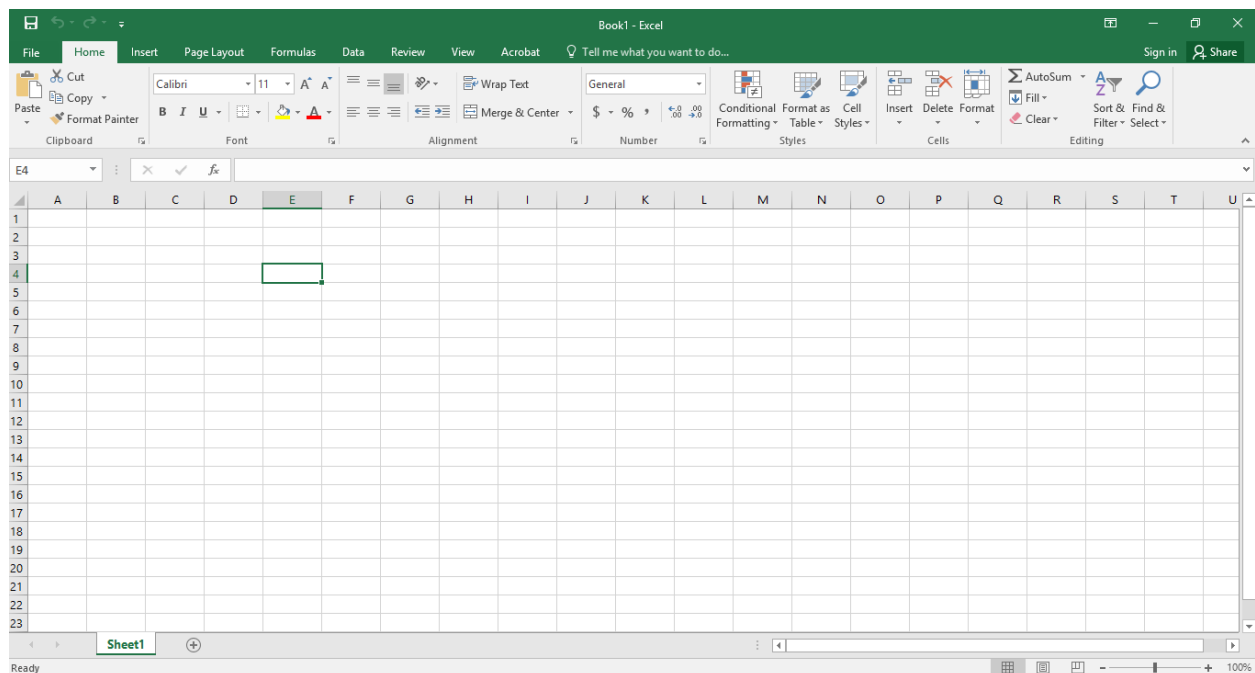 Book1 - Excel
File Home Insert Page Layout Formulas Data Review View Acrobat Tell me what you want to do... Sign in Share
Paste
Cut
Copy
Format Painter
Clipboard
Calibri 11 A A
B I U A
Font
Wrap Text
Merge & Center
Alignment
General
$ % , .0 .00 .00 .0
Number
Conditional Formatting
Format as Table
Cell Styles
Styles
Insert Delete Format
Cells
AutoSum
Fill
Clear
Sort & Filter
Find & Select
Editing
E4 fx
A B C D E F G H I J K L M N O P Q R S T U
1
2
3
4
5
6
7
8
9
10
11
12
13
14
15
16
17
18
19
20
21
22
23
Sheet1
Ready 100%